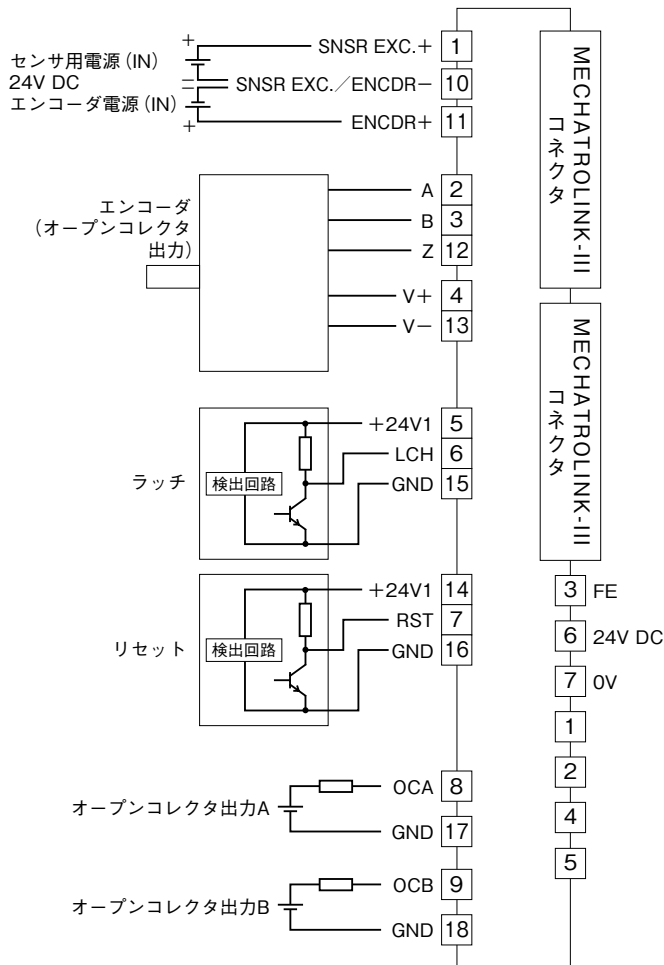 センサ用電源(IN)
24V DC
エンコーダ電源(IN)
+
−
−
+
SNSR EXC.+ 1
SNSR EXC./ENCDR− 10
ENCDR+ 11
エンコーダ
(オープンコレクタ
出力)
A 2
B 3
Z 12
V+ 4
V− 13
ラッチ
検出回路
+24V1 5
LCH 6
GND 15
リセット
検出回路
+24V1 14
RST 7
GND 16
オープンコレクタ出力A
OCA 8
GND 17
オープンコレクタ出力B
OCB 9
GND 18
MECHATROLINK-III
コネクタ
MECHATROLINK-III
コネクタ
3 FE
6 24V DC
7 0V
1
2
4
5